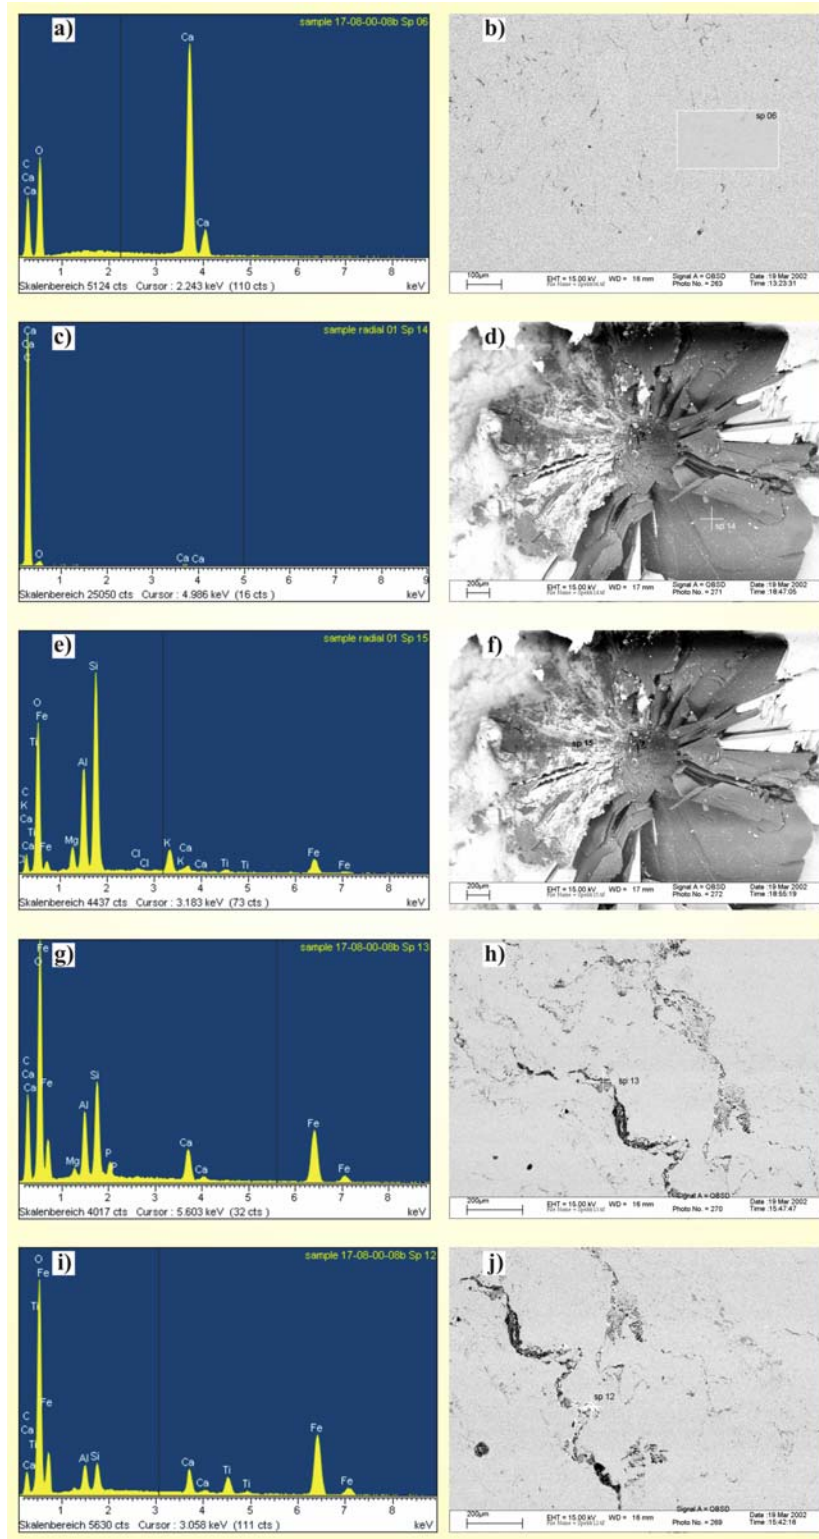 a)
sample 17-08-00-08b Sp 06
Ca
O
C
Ca
Ca
Ca
1 2 3 4 5 6 7 8
Skalenbereich 5124 cts Cursor : 2.243 keV (110 cts) keV
b)
sp 06
100µm
EHT = 15.00 kV WD = 16 mm Signal A = QBSD Date :19 Mar 2002
Photo No. = 263 Time :13:23:31
c)
sample radial 01 Sp 14
Ca
Ca
C
O
Ca Ca
1 2 3 4 5 6 7 8 9
Skalenbereich 25050 cts Cursor : 4.986 keV (16 cts) keV
d)
sp 14
200µm
EHT = 15.00 kV WD = 17 mm Signal A = QBSD Date :19 Mar 2002
Photo No. = 271 Time :18:47:05
e)
sample radial 01 Sp 15
Si
O
Fe
Ti
Al
C
K
Ca
Ti
Ca Fe
Cl
Mg
Cl
Cl
K
K
Ca
Ca
Ti
Ti
Fe
Fe
1 2 3 4 5 6 7 8
Skalenbereich 4437 cts Cursor : 3.183 keV (73 cts) keV
f)
sp 15
200µm
EHT = 15.00 kV WD = 17 mm Signal A = QBSD Date :19 Mar 2002
Photo No. = 272 Time :18:55:19
g)
sample 17-08-00-08b Sp 13
Fe
O
C
Ca
Ca Fe
Si
Al
Mg
P
P
Ca
Ca
Fe
Fe
1 2 3 4 5 6 7 8
Skalenbereich 4017 cts Cursor : 5.603 keV (32 cts) keV
h)
sp 13
200µm
EHT = 15.00 kV WD = 16 mm Signal A = QBSD Date :19 Mar 2002
Photo No. = 270 Time :15:47:47
i)
sample 17-08-00-08b Sp 12
O
Fe
Ti
Fe
C
Ca
Ti
Ca
Al Si
Ca
Ca
Ti
Ti
Fe
Fe
1 2 3 4 5 6 7 8
Skalenbereich 5630 cts Cursor : 3.058 keV (111 cts) keV
j)
sp 12
200µm
EHT = 15.00 kV WD = 16 mm Signal A = QBSD Date :19 Mar 2002
Photo No. = 269 Time :15:42:16